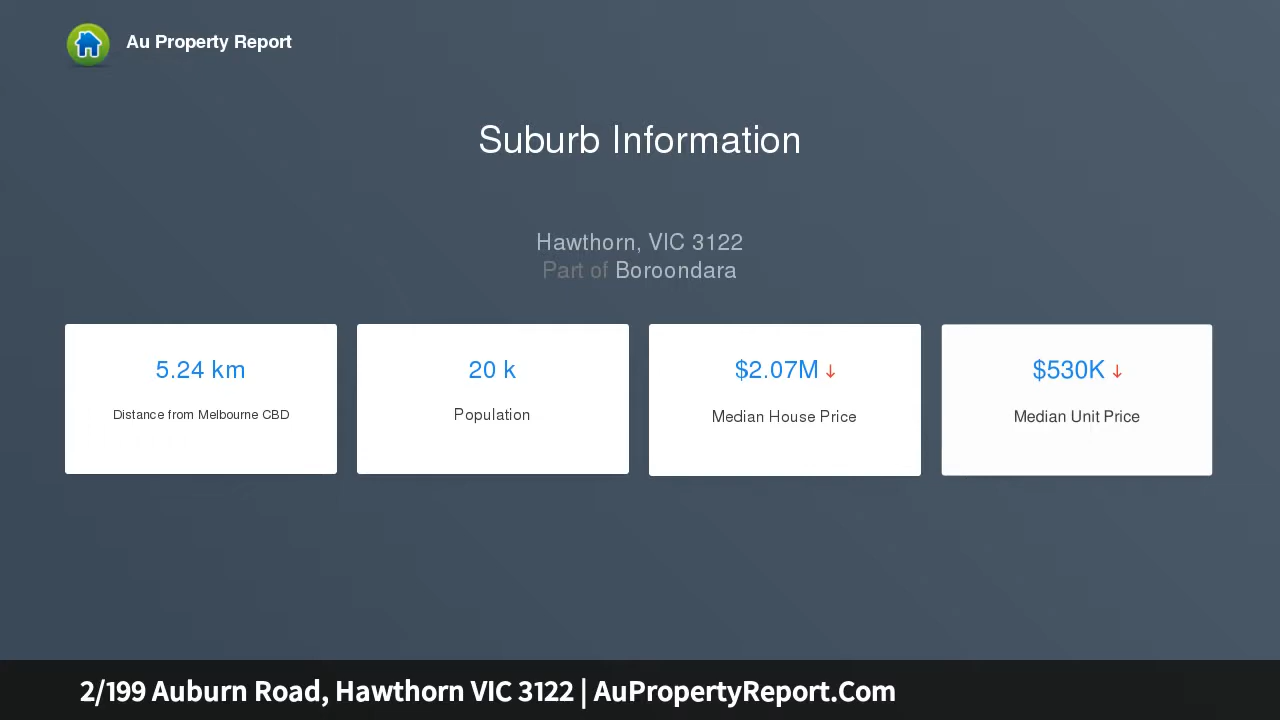 Au Property Report
Suburb Information
Hawthorn, VIC 3122
Part of Boroondara
5.24 km
Distance from Melbourne CBD
20 k
Population
$2.07M ↓
Median House Price
$530K ↓
Median Unit Price
2/199 Auburn Road, Hawthorn VIC 3122 | AuPropertyReport.Com